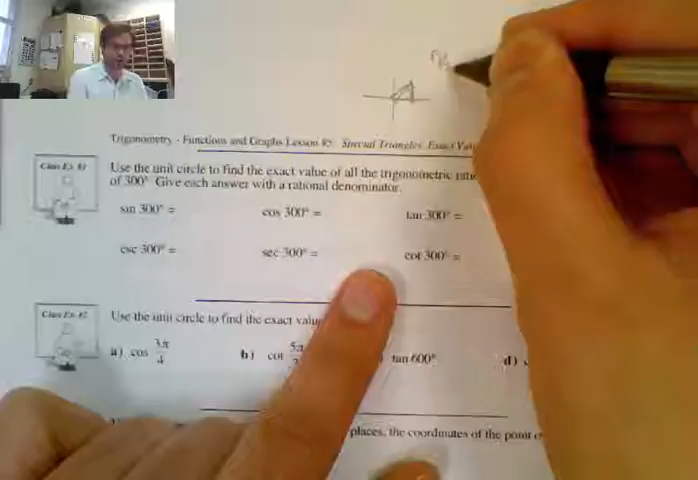 Trigonometry - Functions and Graphs Lesson #5: Special Triangles, Exact
Class Ex. #1
Use the unit circle to find the exact value of all the trigonometric
of 300° Give each answer with a rational denominator.
sin 300° = cos 300° = tan 300° =
csc 300° = sec 300° = cot 300° =
Class Ex. #2
Use the unit circle to find the exact
a) cos 3π/4 b) cot 5π tan 600° d)
places, the coordinates of the point